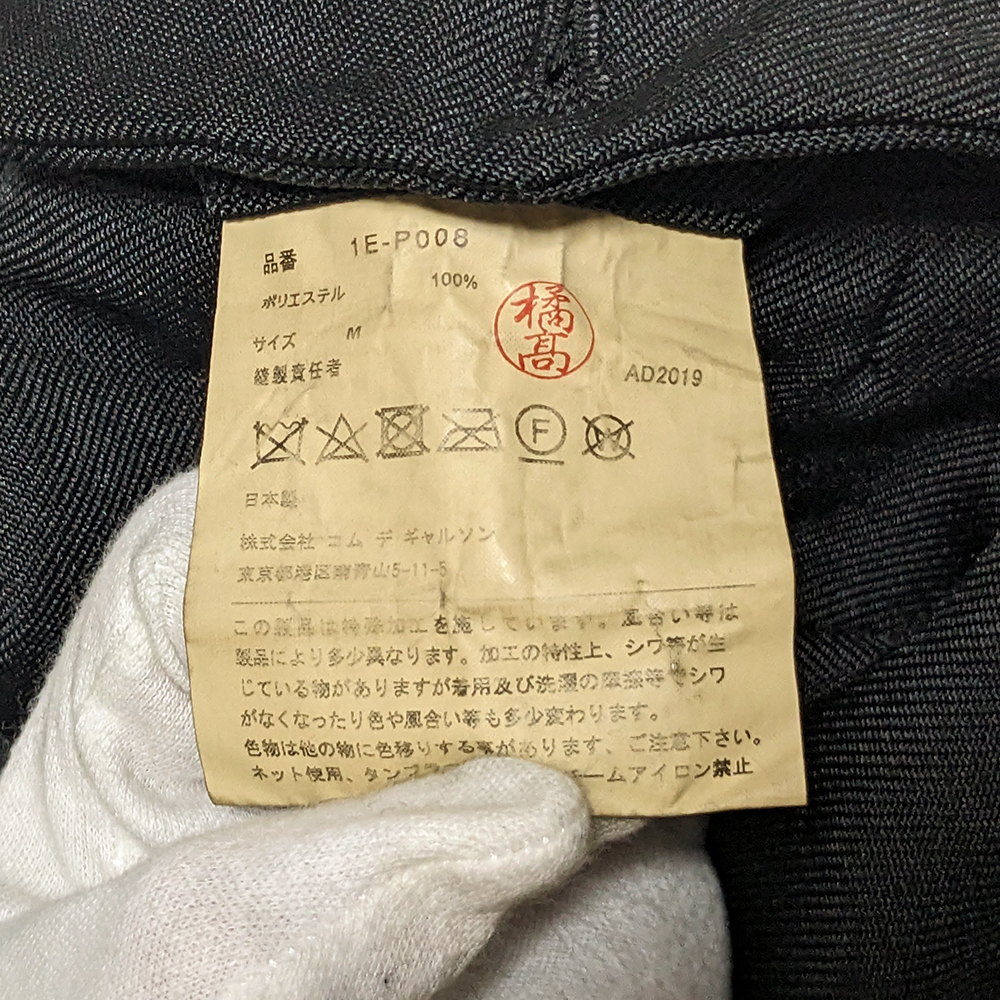 品番 1E-P008
ポリエステル 100%
サイズ M
縫製責任者 橘高 AD2019
F W
日本製
株式会社 コム デ ギャルソン
東京都港区南青山5-11-5
この製品は特殊加工を施しています。風合い等は
製品により多少異なります。加工の特性上、シワ等が生
じている物がありますが着用及び洗濯の摩擦等でシワ
がなくなったり色や風合い等も多少変わります。
色物は他の物に色移りする事があります、ご注意下さい。
ネット使用、タンブ チームアイロン禁止